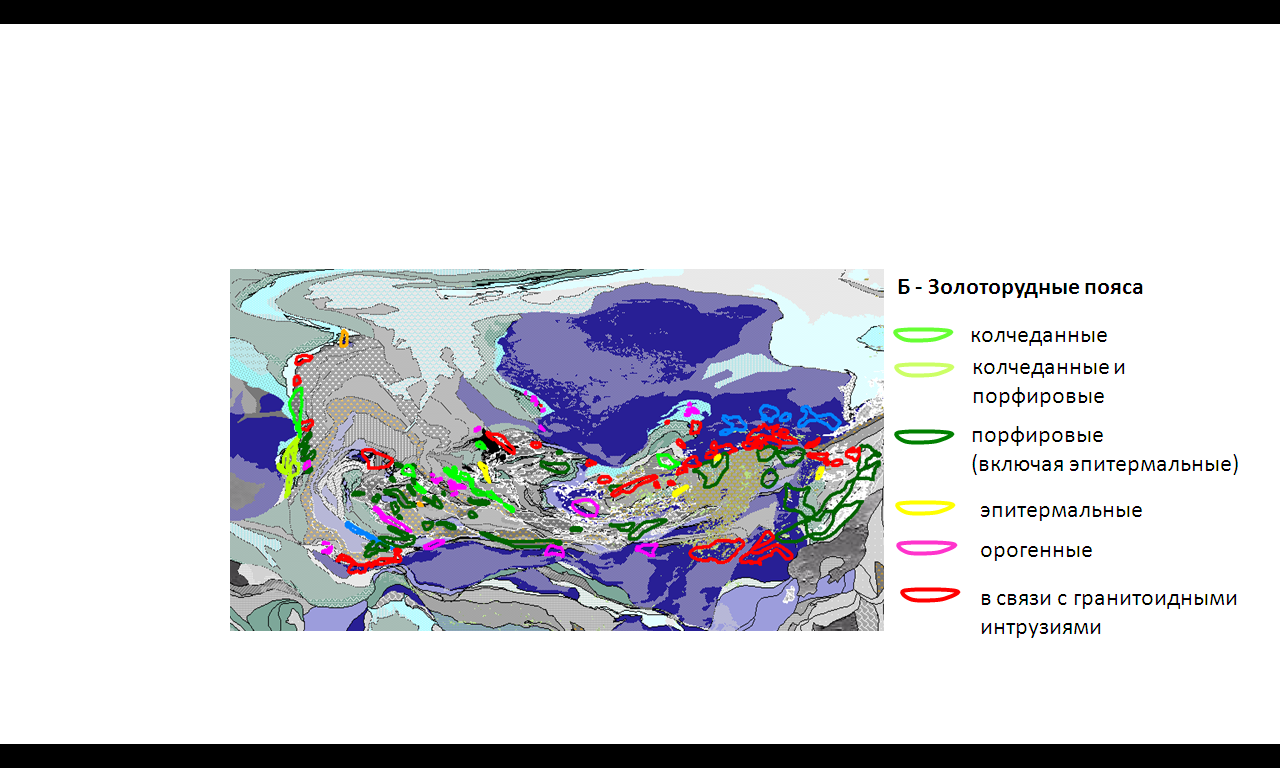 Б - Золоторудные пояса
колчеданные
колчеданные и
порфировые
порфировые
(включая эпитермальные)
эпитермальные
орогенные
в связи с гранитоидными
интрузиями